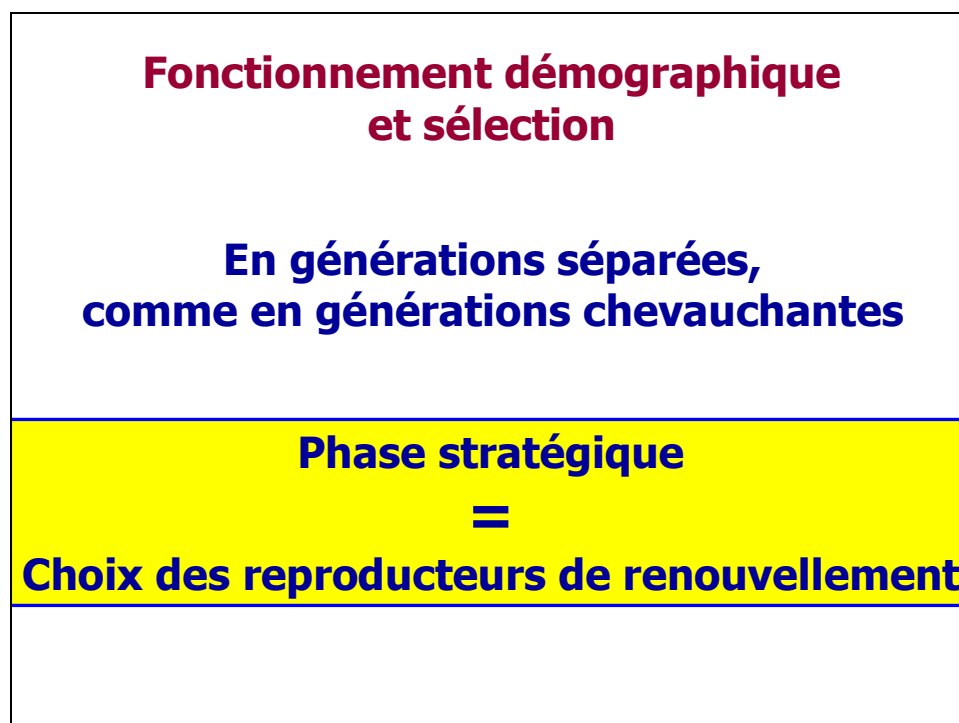 Fonctionnement démographique
et sélection
En générations séparées,
comme en générations chevauchantes
Phase stratégique
=
Choix des reproducteurs de renouvellement